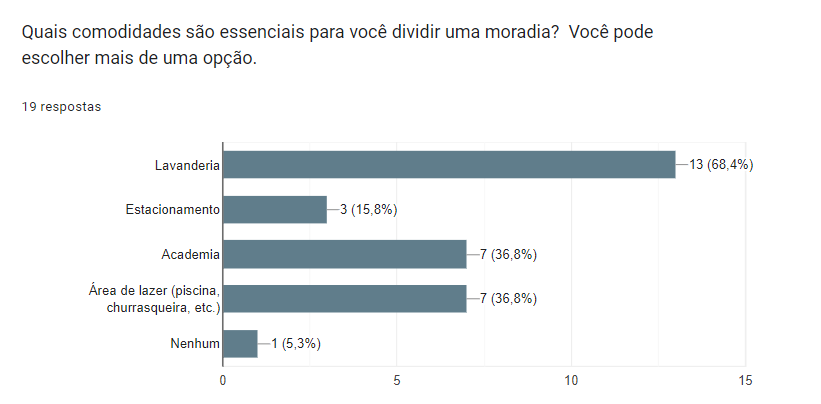 Quais comodidades são essenciais para você dividir uma moradia?  Você pode
escolher mais de uma opção.
19 respostas
Lavanderia
13 (68,4%)
Estacionamento
3 (15,8%)
Academia
7 (36,8%)
Área de lazer (piscina,
churrasqueira, etc.)
7 (36,8%)
Nenhum
1 (5,3%)
0
5
10
15